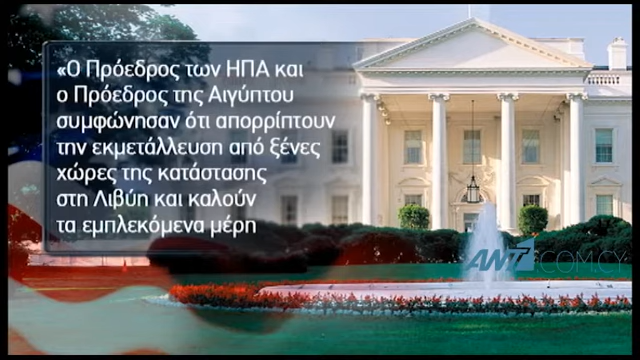 «Ο Πρόεδρος των ΗΠΑ και
ο Πρόεδρος της Αιγύπτου
συμφώνησαν ότι απορρίπτουν
την εκμετάλλευση από ξένες
χώρες της κατάστασης
στη Λιβύη και καλούν
τα εμπλεκόμενα μέρη
ANT1.COM.CY